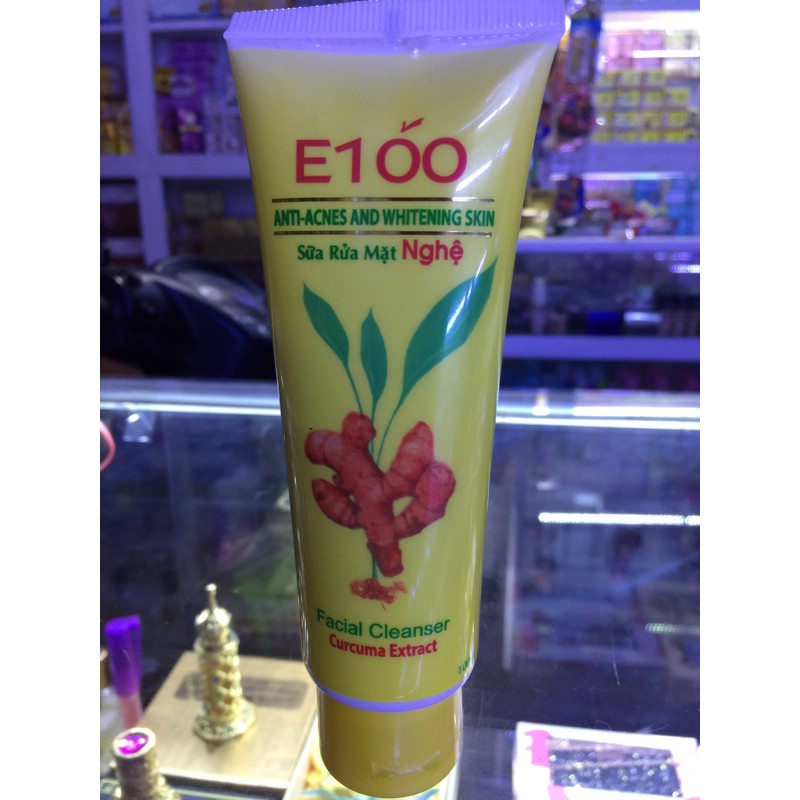 E100
ANTI-ACNES AND WHITENING SKIN
Sữa Rửa Mặt Nghệ
Facial Cleanser
Curcuma Extract